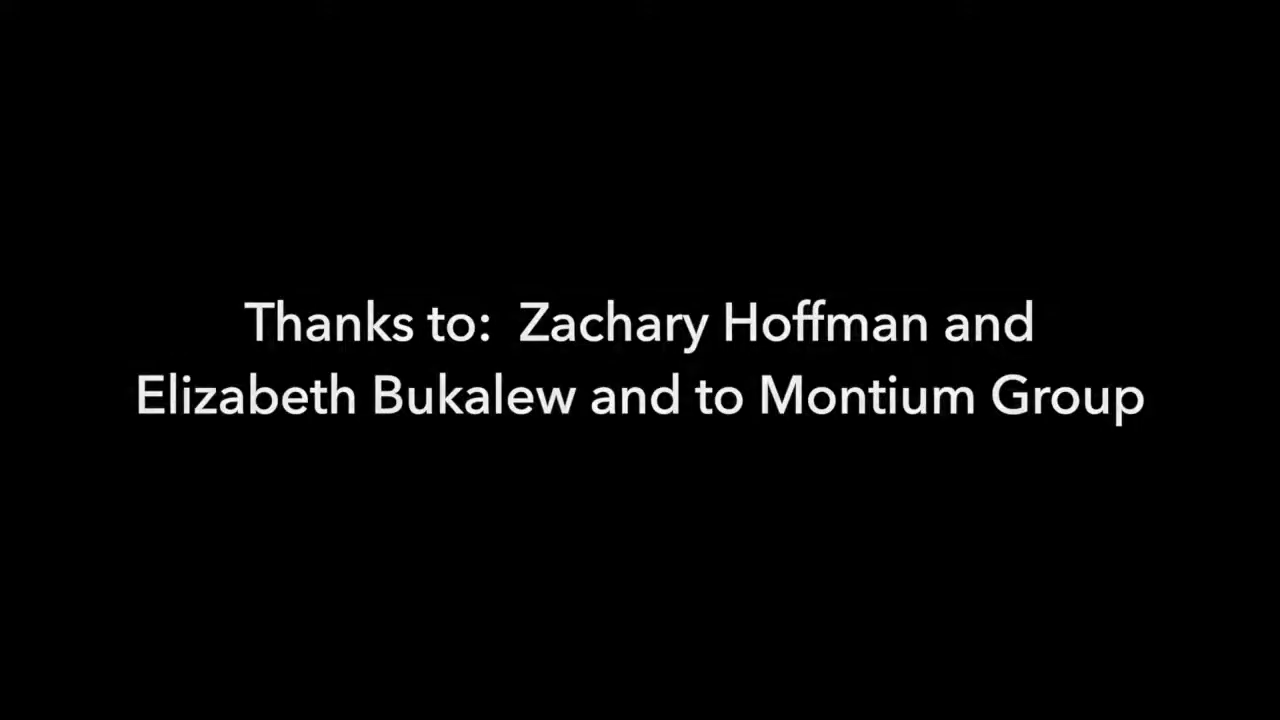 Thanks to:  Zachary Hoffman and
Elizabeth Bukalew and to Montium Group